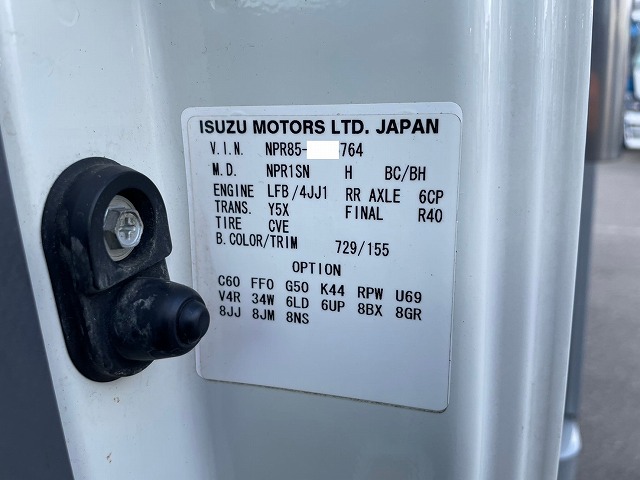 ISUZU MOTORS LTD. JAPAN
V.I.N. NPR85- 764
M.D. NPR1SN H BC/BH
ENGINE LFB/4JJ1 RR AXLE 6CP
TRANS. Y5X FINAL R40
TIRE CVE
B.COLOR/TRIM 729/155
OPTION
C60 FF0 G50 K44 RPW U69
V4R 34W 6LD 6UP 8BX 8GR
8JJ 8JM 8NS